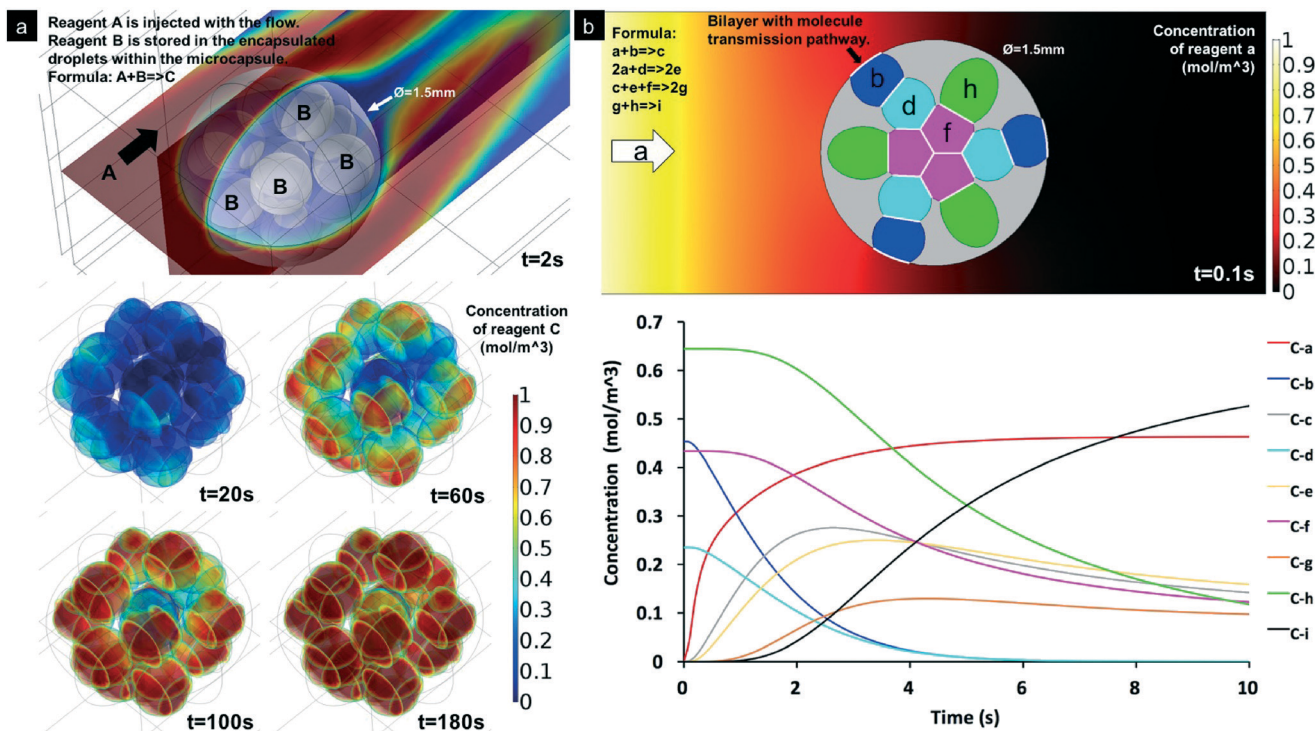 a
Reagent A is injected with the flow.
Reagent B is stored in the encapsulated
droplets within the microcapsule.
Formula: A+B=>C
Ø=1.5mm
A
B
B
B
B
t=2s
t=20s
t=60s
t=100s
t=180s
Concentration
of reagent C
(mol/m^3)
1
0.9
0.8
0.7
0.6
0.5
0.4
0.3
0.2
0.1
0
b
Formula:
a+b=>c
2a+d=>2e
c+e+f=>2g
g+h=>i
Bilayer with molecule
transmission pathway.
Ø=1.5mm
Concentration
of reagent a
(mol/m^3)
a
b
d
f
h
t=0.1s
1
0.9
0.8
0.7
0.6
0.5
0.4
0.3
0.2
0.1
0
Concentration (mol/m^3)
0.7
0.6
0.5
0.4
0.3
0.2
0.1
0
0 2 4 6 8 10
Time (s)
C-a
C-b
C-c
C-d
C-e
C-f
C-g
C-h
C-i